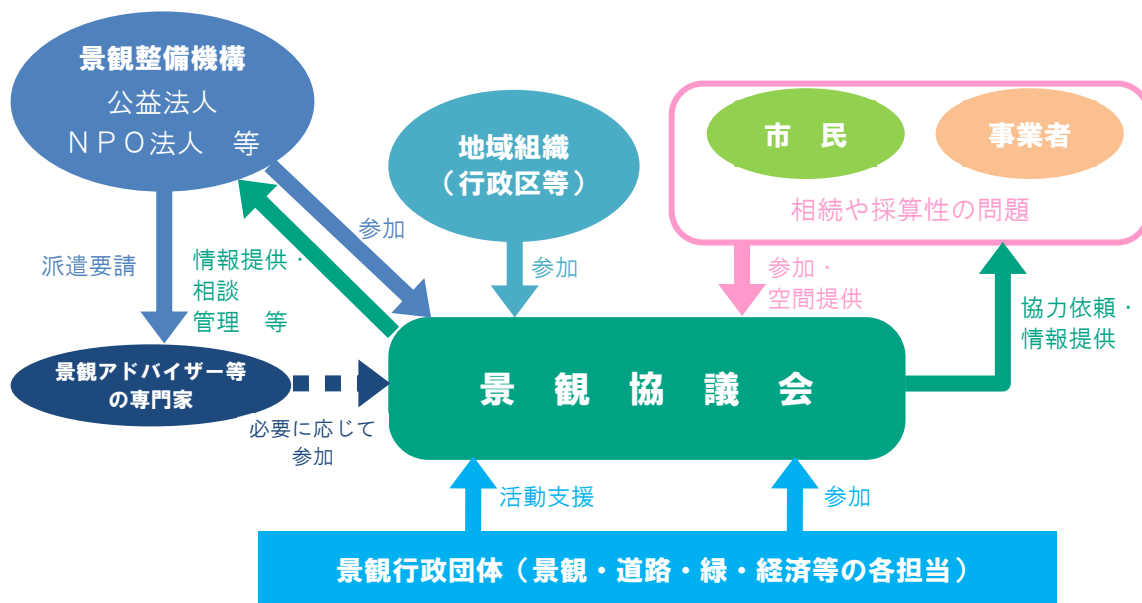 景観整備機構
公益法人
ＮＰＯ法人　等
地域組織
（行政区等）
市　民
事業者
相続や採算性の問題
派遣要請
情報提供・
相談
管理　等
参加
参加
参加・
空間提供
協力依頼・
情報提供
景観アドバイザー等
の専門家
必要に応じて
参加
景　観　協　議　会
活動支援
参加
景観行政団体（景観・道路・緑・経済等の各担当）